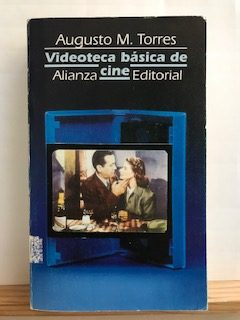 Augusto M. Torres
Videoteca básica de
cine
Alianza Editorial